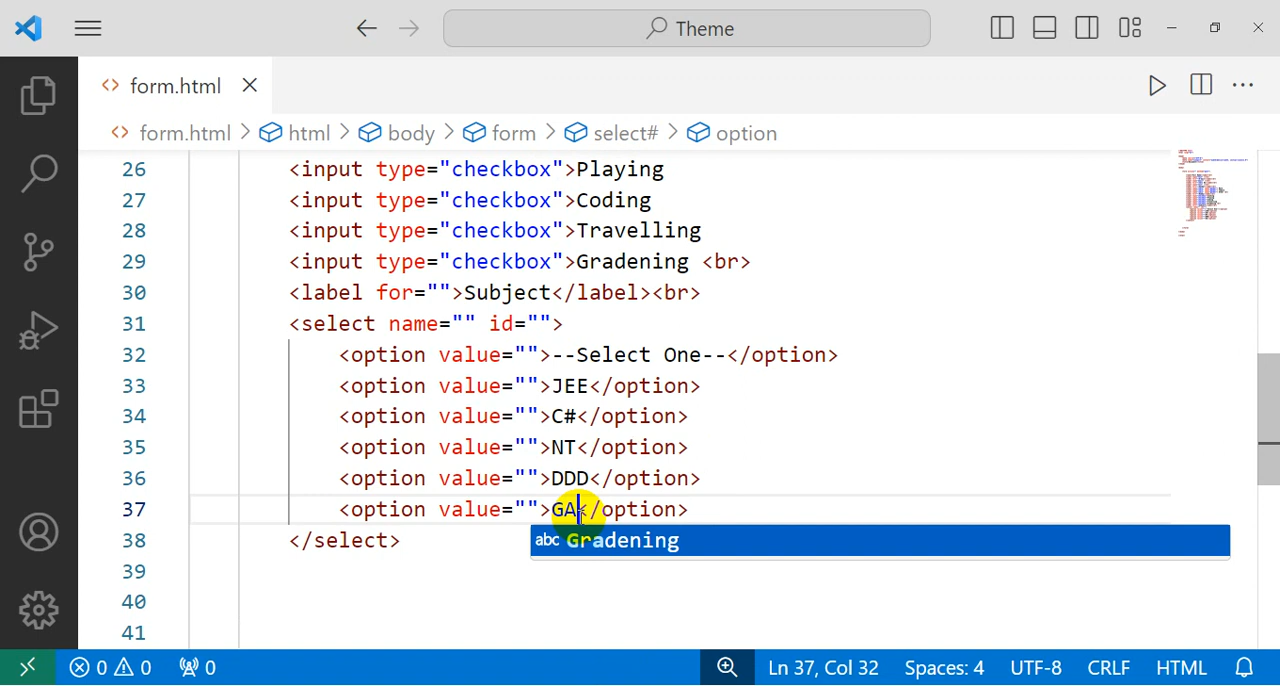 Theme
form.html
form.html > html > body > form > select# > option
26 <input type="checkbox">Playing
27 <input type="checkbox">Coding
28 <input type="checkbox">Travelling
29 <input type="checkbox">Gradening <br>
30 <label for="">Subject</label><br>
31 <select name="" id="">
32 <option value="">--Select One--</option>
33 <option value="">JEE</option>
34 <option value="">C#</option>
35 <option value="">NT</option>
36 <option value="">DDD</option>
37 <option value="">GA</option>
abc Gradening
38 </select>
39
40
41
0 0 0 Ln 37, Col 32 Spaces: 4 UTF-8 CRLF HTML